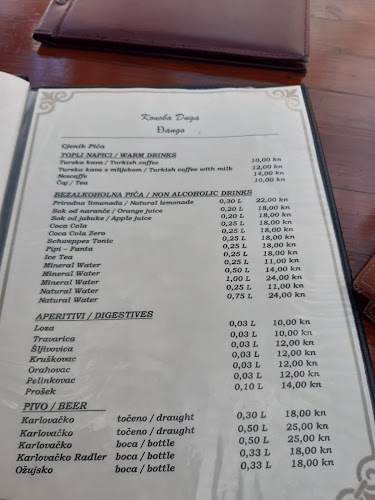 Konoba Duga
Đango
Cjenik Pića
TOPLI NAPICI / WARM DRINKS
Turska kava / Turkish coffee 10,00 kn
Turska kava s mlijekom / Turkish coffee with milk 12,00 kn
Nescaffe 14,00 kn
Čaj / Tea 10,00 kn
BEZALKOHOLNA PIĆA / NON ALCOHOLIC DRINKS
Prirodna limunada / Natural lemonade 0,30 L 22,00 kn
Sok od naranče / Orange juice 0,20 L 18,00 kn
Sok od jabuke / Apple juice 0,20 L 18,00 kn
Coca Cola 0,25 L 18,00 kn
Coca Cola Zero 0,25 L 18,00 kn
Schweppes Tonic 0,25 L 18,00 kn
Pipi - Fanta 0,25 L 18,00 kn
Ice Tea 0,25 L 18,00 kn
Mineral Water 0,25 L 11,00 kn
Mineral Water 0,50 L 14,00 kn
Mineral Water 1,00 L 24,00 kn
Natural Water 0,25 L 11,00 kn
Natural Water 0,75 L 24,00 kn
APERITIVI / DIGESTIVES
Loza 0,03 L 10,00 kn
Travarica 0,03 L 10,00 kn
Šljivovica 0,03 L 12,00 kn
Kruškovac 0,03 L 12,00 kn
Orahovac 0,03 L 12,00 kn
Pelinkovac 0,03 L 12,00 kn
Prošek 0,10 L 14,00 kn
PIVO / BEER
Karlovačko točeno / draught 0,30 L 18,00 kn
Karlovačko točeno / draught 0,50 L 25,00 kn
Karlovačko boca / bottle 0,50 L 25,00 kn
Karlovačko Radler boca / bottle 0,33 L 18,00 kn
Ožujsko boca / bottle 0,33 L 18,00 kn